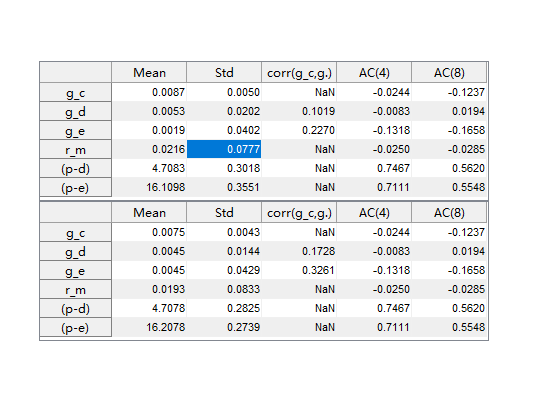 Mean Std corr(g_c,g.) AC(4) AC(8)
g_c 0.0087 0.0050 NaN -0.0244 -0.1237
g_d 0.0053 0.0202 0.1019 -0.0083 0.0194
g_e 0.0019 0.0402 0.2270 -0.1318 -0.1658
r_m 0.0216 0.0777 NaN -0.0250 -0.0285
(p-d) 4.7083 0.3018 NaN 0.7467 0.5620
(p-e) 16.1098 0.3551 NaN 0.7111 0.5548
Mean Std corr(g_c,g.) AC(4) AC(8)
g_c 0.0075 0.0043 NaN -0.0244 -0.1237
g_d 0.0045 0.0144 0.1728 -0.0083 0.0194
g_e 0.0045 0.0429 0.3261 -0.1318 -0.1658
r_m 0.0193 0.0833 NaN -0.0250 -0.0285
(p-d) 4.7078 0.2825 NaN 0.7467 0.5620
(p-e) 16.2078 0.2739 NaN 0.7111 0.5548